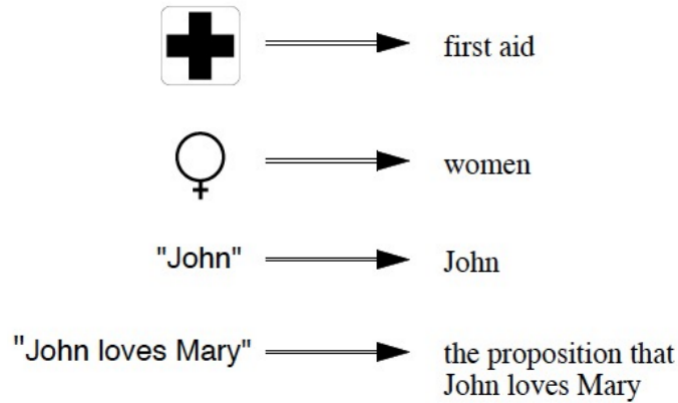 first aid
women
"John" John
"John loves Mary" the proposition that
John loves Mary